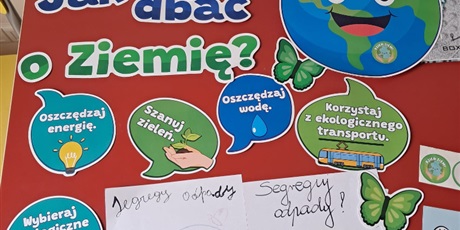 dbać
o Ziemię?
Oszczędzaj
energię.
Szanuj
zieleń.
Oszczędzaj
wodę.
Korzystaj
z ekologicznego
transportu.
Segreguj odpady
Segreguj
odpady!
Wybieraj